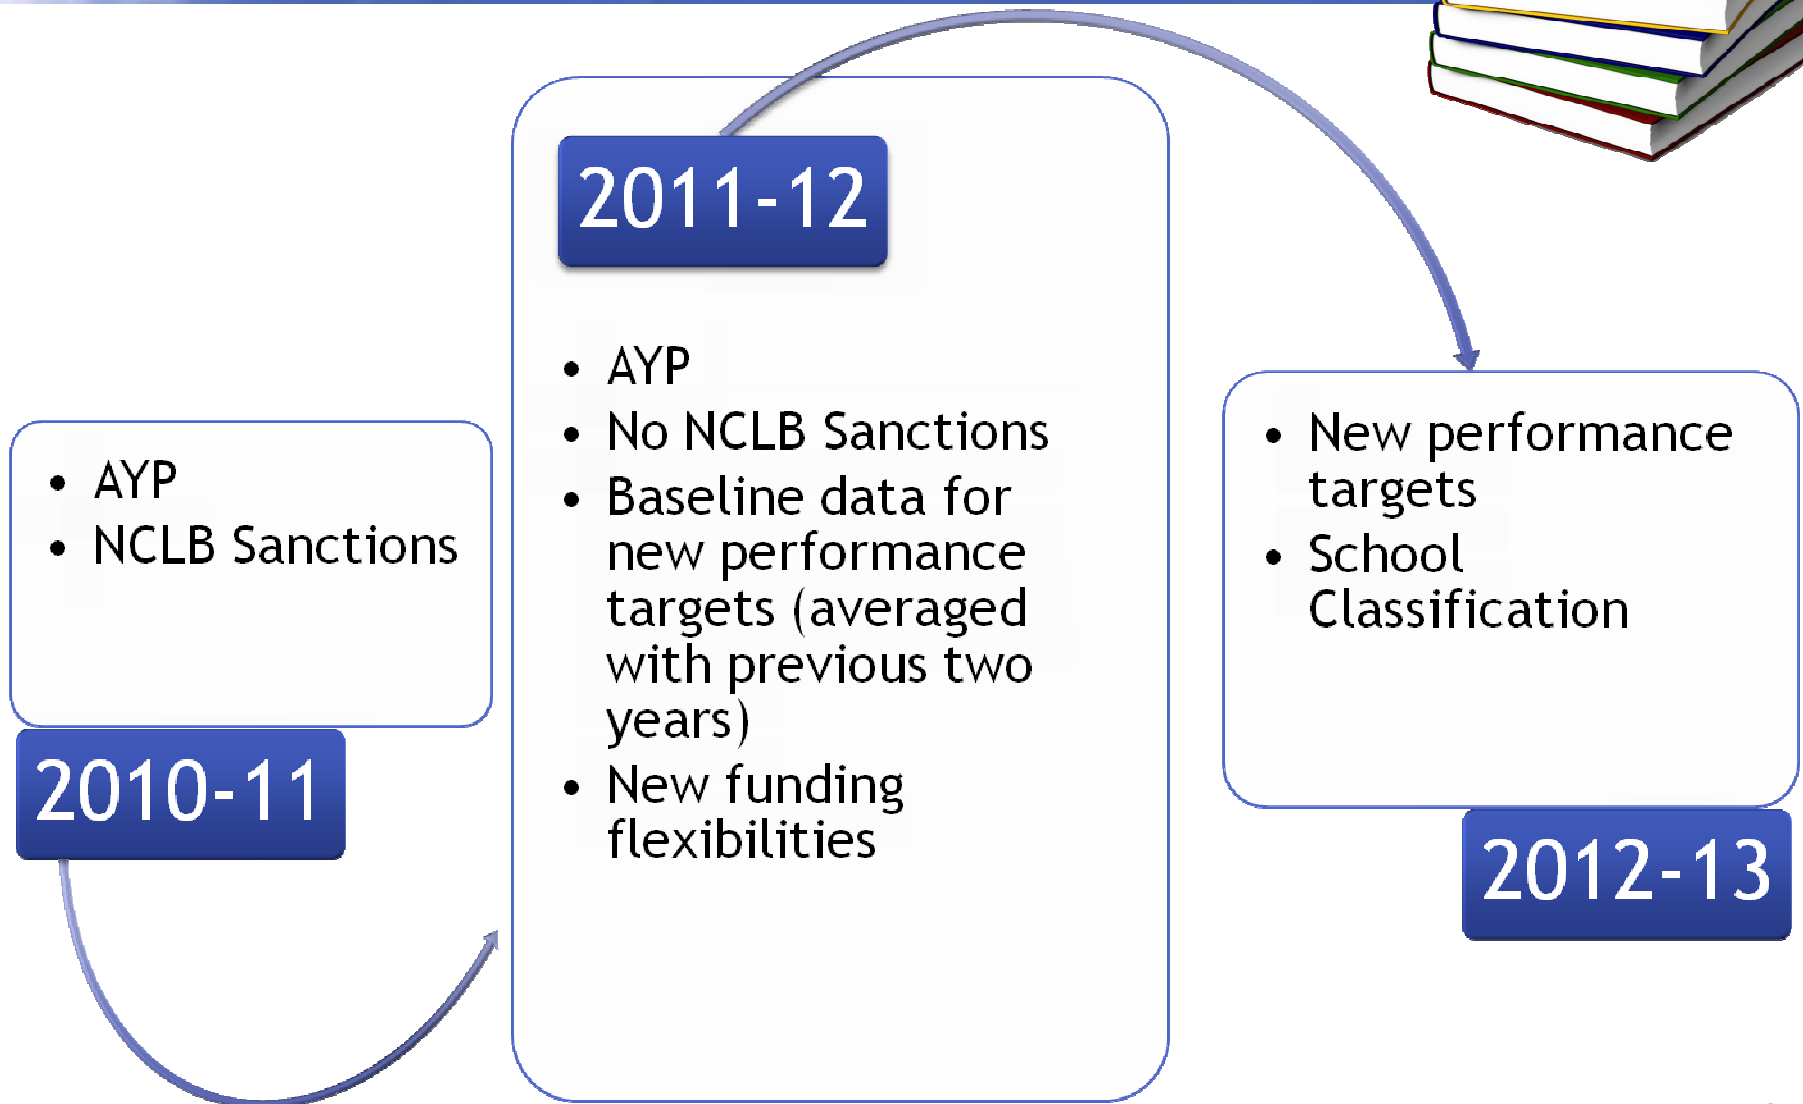 • AYP
• NCLB Sanctions
2010-11
2011-12
• AYP
• No NCLB Sanctions
• Baseline data for
new performance
targets (averaged
with previous two
years)
• New funding
flexibilities
• New performance
targets
• School
Classification
2012-13